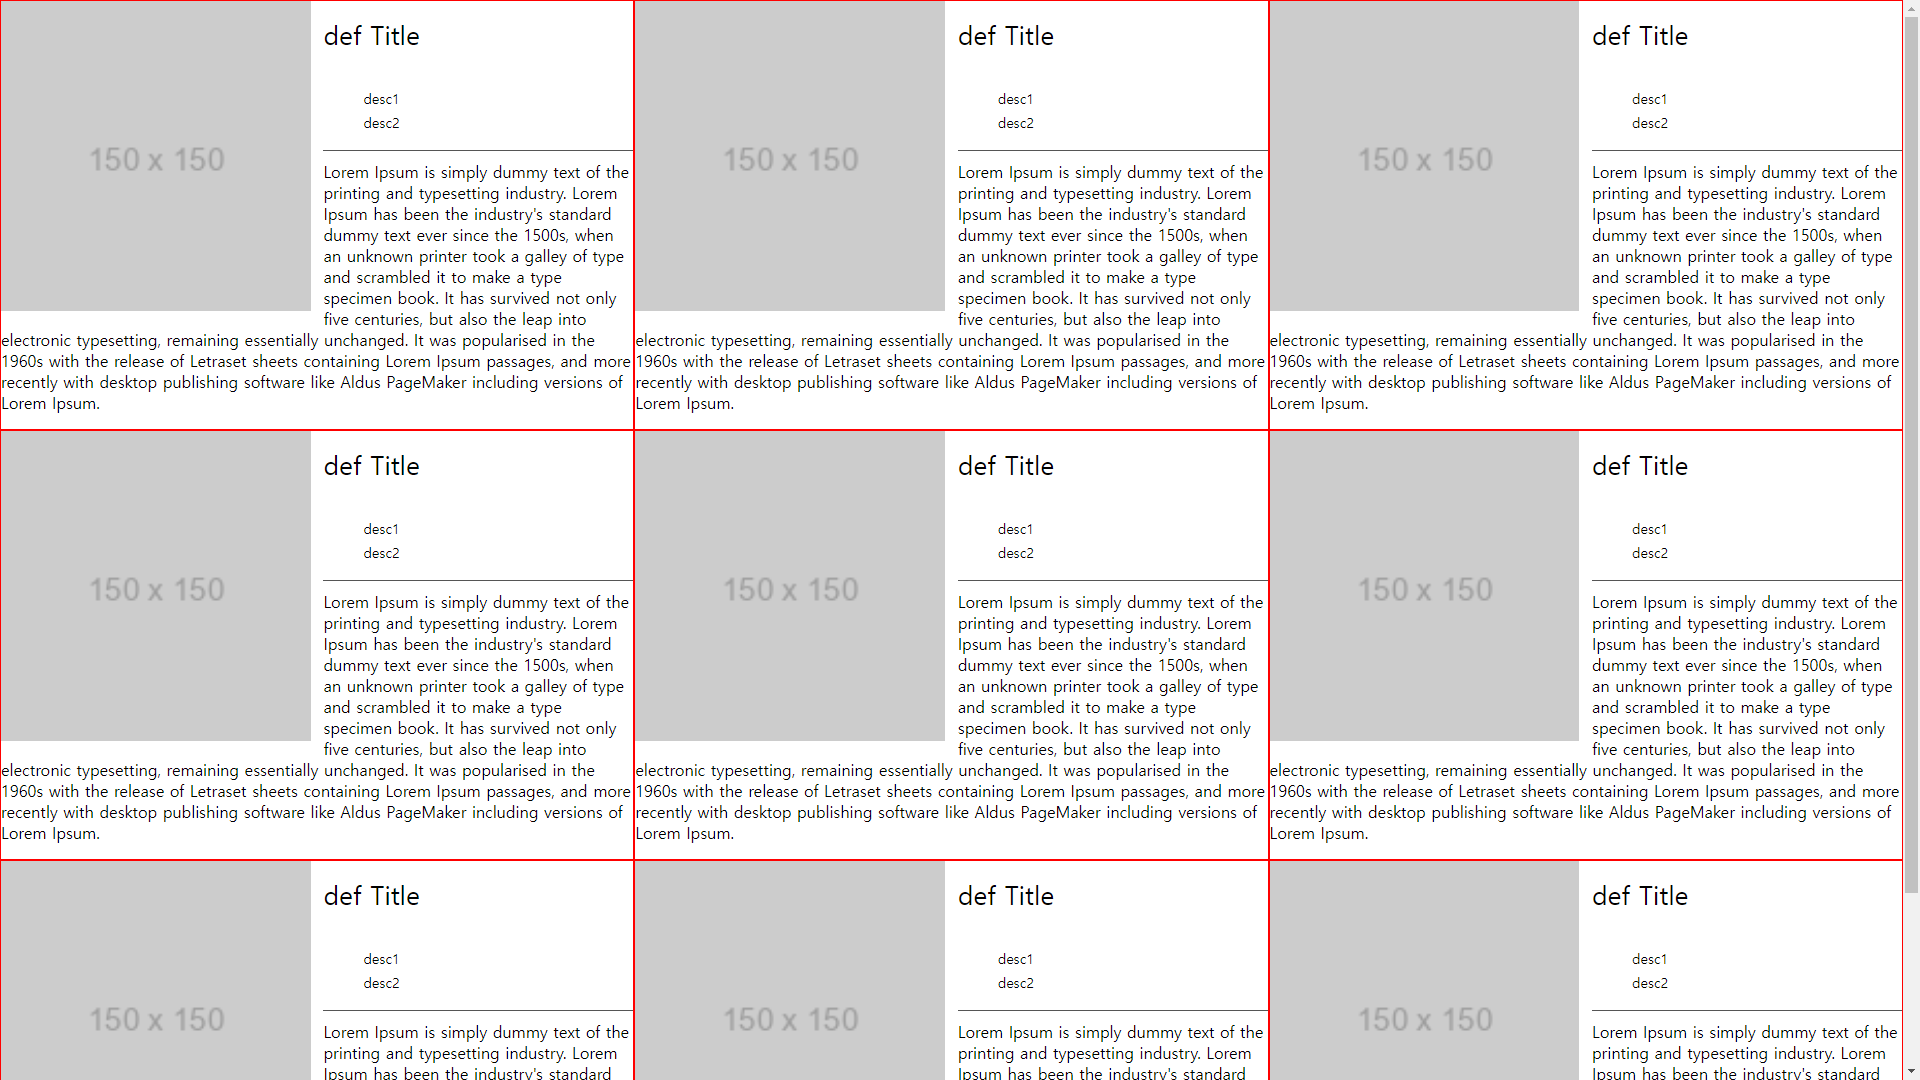 150 x 150
def Title
desc1
desc2
Lorem Ipsum is simply dummy text of the
printing and typesetting industry. Lorem
Ipsum has been the industry's standard
dummy text ever since the 1500s, when
an unknown printer took a galley of type
and scrambled it to make a type
specimen book. It has survived not only
five centuries, but also the leap into
electronic typesetting, remaining essentially unchanged. It was popularised in the
1960s with the release of Letraset sheets containing Lorem Ipsum passages, and more
recently with desktop publishing software like Aldus PageMaker including versions of
Lorem Ipsum.
150 x 150
def Title
desc1
desc2
Lorem Ipsum is simply dummy text of the
printing and typesetting industry. Lorem
Ipsum has been the industry's standard
dummy text ever since the 1500s, when
an unknown printer took a galley of type
and scrambled it to make a type
specimen book. It has survived not only
five centuries, but also the leap into
electronic typesetting, remaining essentially unchanged. It was popularised in the
1960s with the release of Letraset sheets containing Lorem Ipsum passages, and more
recently with desktop publishing software like Aldus PageMaker including versions of
Lorem Ipsum.
150 x 150
def Title
desc1
desc2
Lorem Ipsum is simply dummy text of the
printing and typesetting industry. Lorem
Ipsum has been the industry's standard
dummy text ever since the 1500s, when
an unknown printer took a galley of type
and scrambled it to make a type
specimen book. It has survived not only
five centuries, but also the leap into
electronic typesetting, remaining essentially unchanged. It was popularised in the
1960s with the release of Letraset sheets containing Lorem Ipsum passages, and more
recently with desktop publishing software like Aldus PageMaker including versions of
Lorem Ipsum.
150 x 150
def Title
desc1
desc2
Lorem Ipsum is simply dummy text of the
printing and typesetting industry. Lorem
Ipsum has been the industry's standard
dummy text ever since the 1500s, when
an unknown printer took a galley of type
and scrambled it to make a type
specimen book. It has survived not only
five centuries, but also the leap into
electronic typesetting, remaining essentially unchanged. It was popularised in the
1960s with the release of Letraset sheets containing Lorem Ipsum passages, and more
recently with desktop publishing software like Aldus PageMaker including versions of
Lorem Ipsum.
150 x 150
def Title
desc1
desc2
Lorem Ipsum is simply dummy text of the
printing and typesetting industry. Lorem
Ipsum has been the industry's standard
dummy text ever since the 1500s, when
an unknown printer took a galley of type
and scrambled it to make a type
specimen book. It has survived not only
five centuries, but also the leap into
electronic typesetting, remaining essentially unchanged. It was popularised in the
1960s with the release of Letraset sheets containing Lorem Ipsum passages, and more
recently with desktop publishing software like Aldus PageMaker including versions of
Lorem Ipsum.
150 x 150
def Title
desc1
desc2
Lorem Ipsum is simply dummy text of the
printing and typesetting industry. Lorem
Ipsum has been the industry's standard
dummy text ever since the 1500s, when
an unknown printer took a galley of type
and scrambled it to make a type
specimen book. It has survived not only
five centuries, but also the leap into
electronic typesetting, remaining essentially unchanged. It was popularised in the
1960s with the release of Letraset sheets containing Lorem Ipsum passages, and more
recently with desktop publishing software like Aldus PageMaker including versions of
Lorem Ipsum.
150 x 150
def Title
desc1
desc2
Lorem Ipsum is simply dummy text of the
printing and typesetting industry. Lorem
Ipsum has been the industry's standard
150 x 150
def Title
desc1
desc2
Lorem Ipsum is simply dummy text of the
printing and typesetting industry. Lorem
Ipsum has been the industry's standard
150 x 150
def Title
desc1
desc2
Lorem Ipsum is simply dummy text of the
printing and typesetting industry. Lorem
Ipsum has been the industry's standard